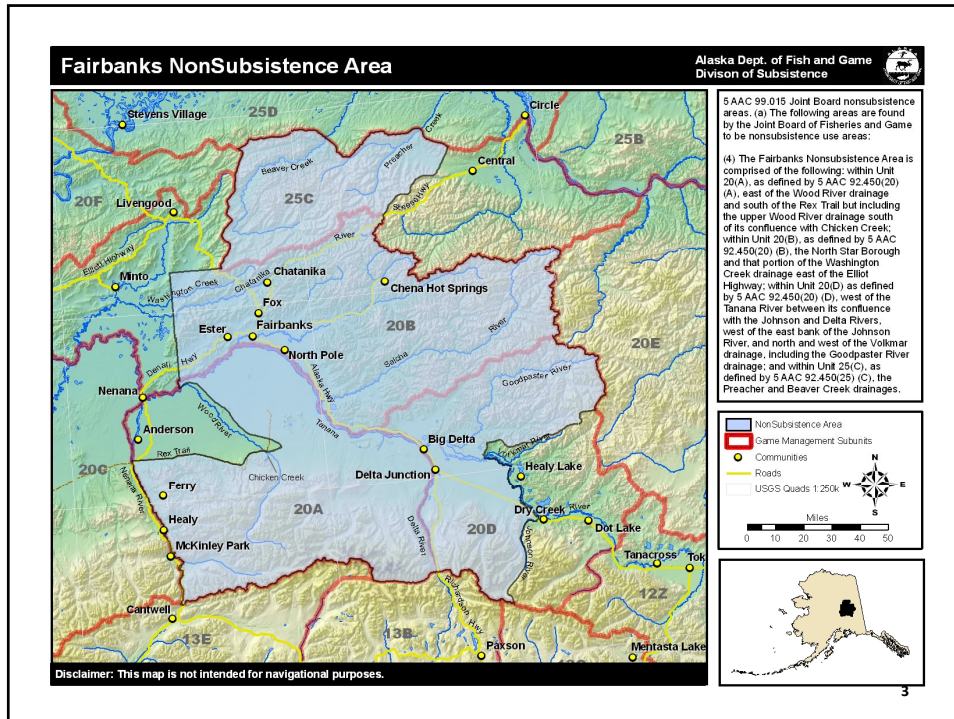 Fairbanks NonSubsistence Area
Alaska Dept. of Fish and Game
Divison of Subsistence
Stevens Village
25D
Circle
25B
Creek
Preacher
Beaver Creek
Central
25C
Steese Hwy
20F
Livengood
River
Elliott Highway
Minto
Washington Creek
Chatanika
Chatanika
Chena Hot Springs
Fox
Ester
Fairbanks
20B
River
North Pole
20E
Denali Hwy
Salcha
Alaska Hwy
Goodpaster River
Nenana
Wood River
Tanana
Anderson
Big Delta
Volkmar River
Rex Trail
20C
Chicken Creek
Delta Junction
Healy Lake
Nenana River
Ferry
20A
Dry Creek
River
Healy
20D
Dot Lake
McKinley Park
Delta River
Johnson River
Tanacross
Tok
Richardson Hwy
12Z
Cantwell
13E
13B
Paxson
Mentasta Lake
Disclaimer: This map is not intended for navigational purposes.
5 AAC 99.015 Joint Board nonsubsistence
areas. (a) The following areas are found
by the Joint Board of Fisheries and Game
to be nonsubsistence use areas:
(4) The Fairbanks Nonsubsistence Area is
comprised of the following: within Unit
20(A), as defined by 5 AAC 92.450(20)
(A), east of the Wood River drainage
and south of the Rex Trail but including
the upper Wood River drainage south
of its confluence with Chicken Creek;
within Unit 20(B), as defined by 5 AAC
92.450(20) (B), the North Star Borough
and that portion of the Washington
Creek drainage east of the Elliot
Highway; within Unit 20(D) as defined
by 5 AAC 92.450(20) (D), west of the
Tanana River between its confluence
with the Johnson and Delta Rivers,
west of the east bank of the Johnson
River, and north and west of the Volkmar
drainage, including the Goodpaster River
drainage; and within Unit 25(C), as
defined by 5 AAC 92.450(25) (C), the
Preacher and Beaver Creek drainages.
NonSubsistence Area
Game Management Subunits
Communities
Roads
USGS Quads 1:250k
N
W
E
S
Miles
0 10 20 30 40 50
3